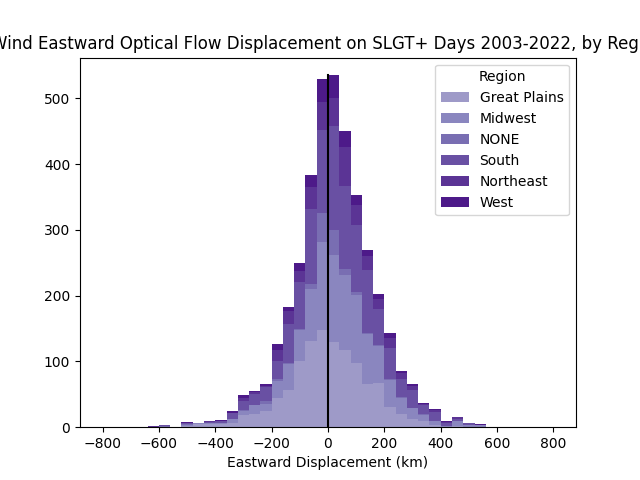 Wind Eastward Optical Flow Displacement on SLGT+ Days 2003-2022, by Reg
Region
Great Plains
Midwest
NONE
South
Northeast
West
500
400
300
200
100
0
−800 −600 −400 −200 0 200 400 600 800
Eastward Displacement (km)